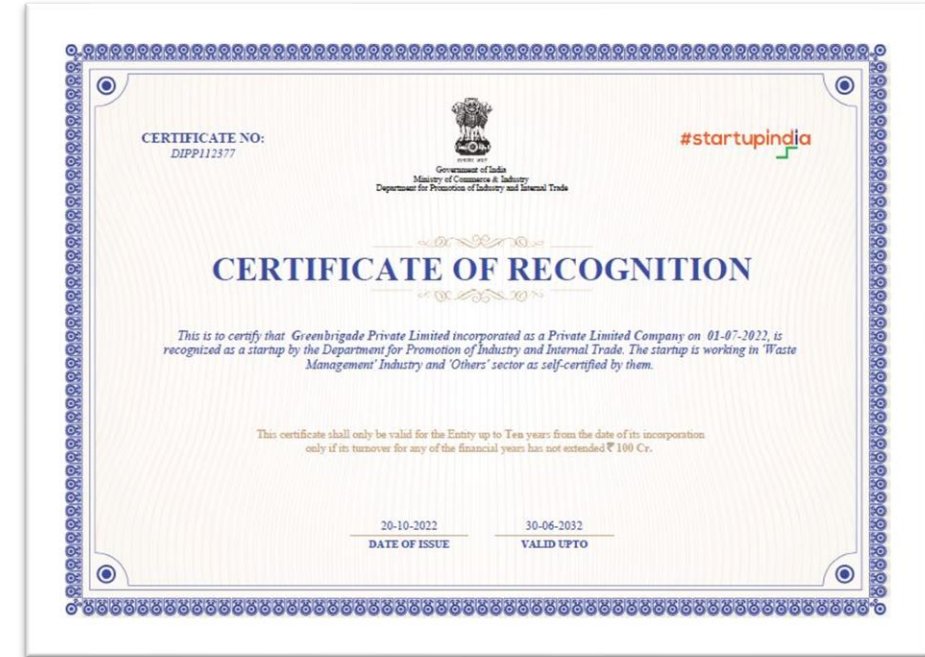 CERTIFICATE NO:
DIPP112377
#startupindia
Government of India
Ministry of Commerce & Industry
Department for Promotion of Industry and Internal Trade
CERTIFICATE OF RECOGNITION
This is to certify that Greenbrigade Private Limited incorporated as a Private Limited Company on 01-07-2022, is
recognized as a startup by the Department for Promotion of Industry and Internal Trade. The startup is working in 'Waste
Management' Industry and 'Others' sector as self-certified by them.
This certificate shall only be valid for the Entity up to Ten years from the date of its incorporation
only if its turnover for any of the financial years has not extended ₹ 100 Cr.
20-10-2022
30-06-2032
DATE OF ISSUE
VALID UPTO